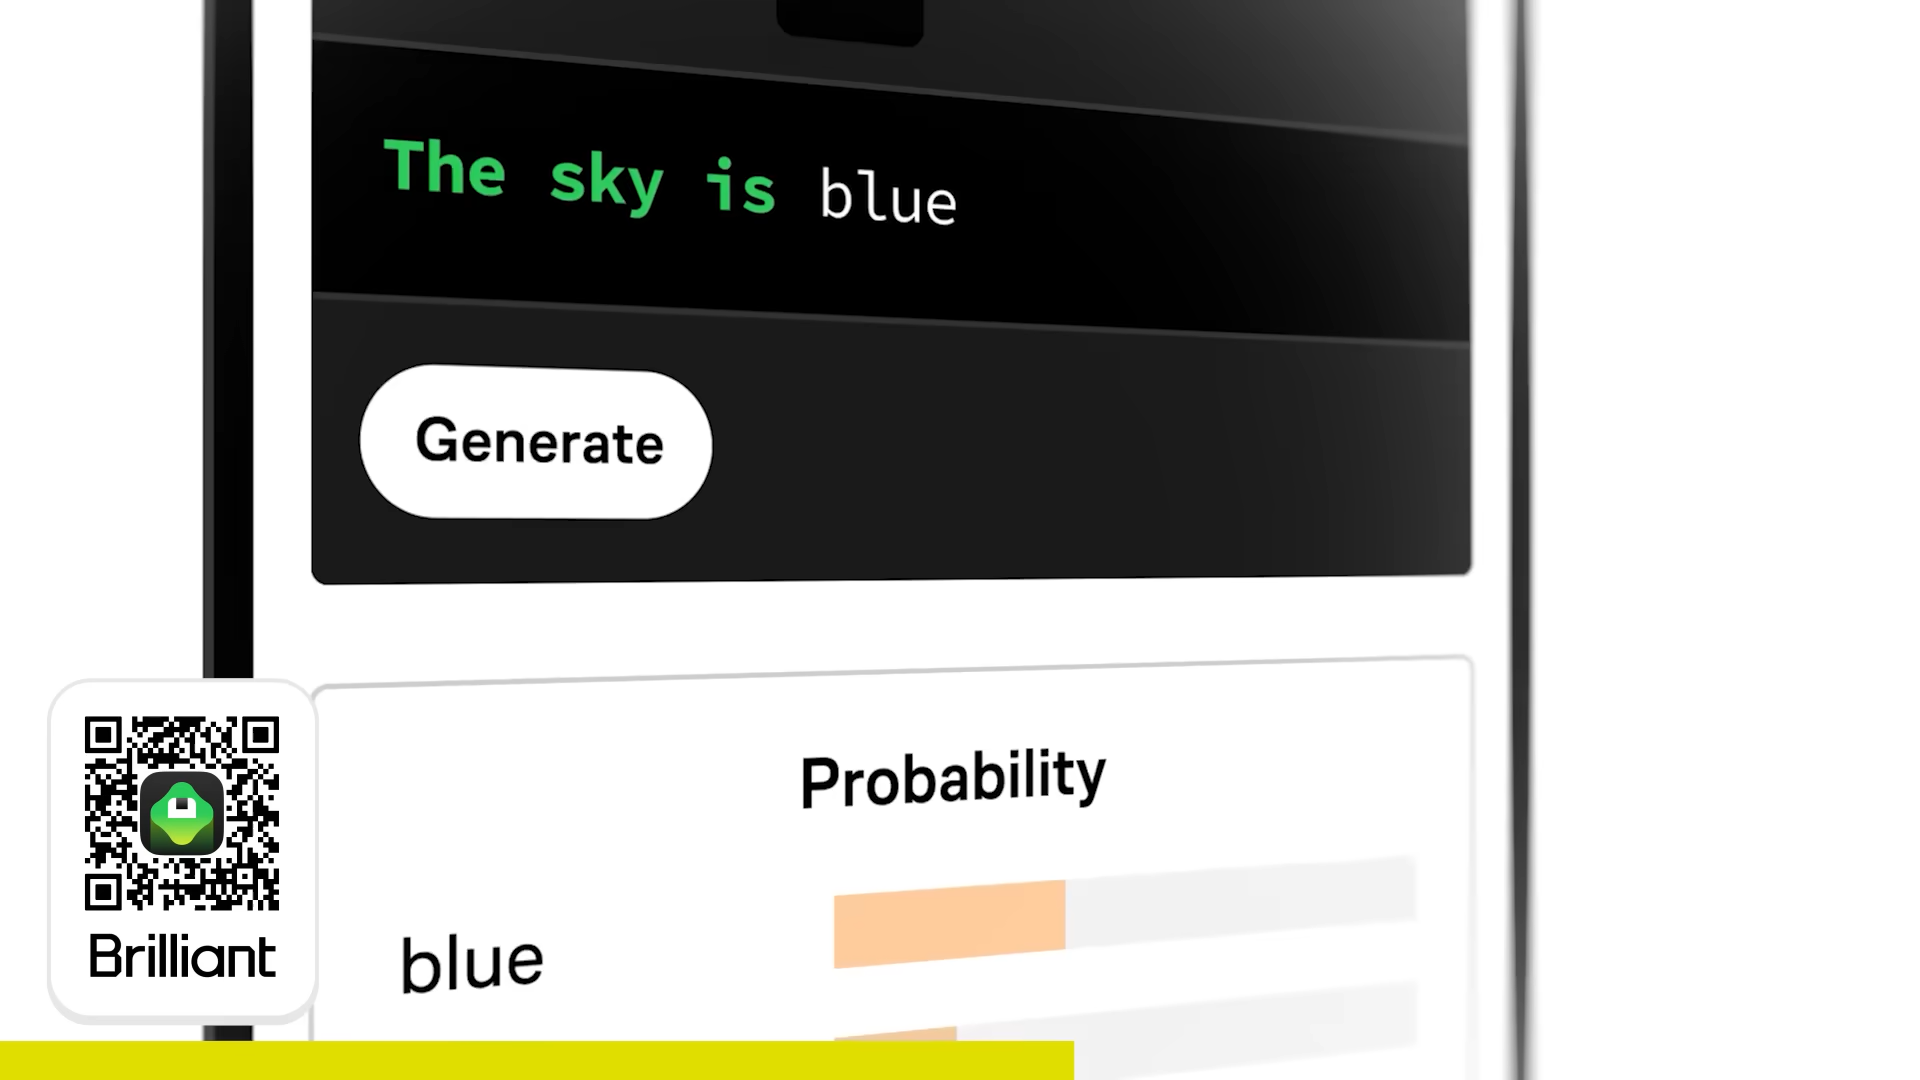 The sky is blue
Generate
Probability
blue
Brilliant